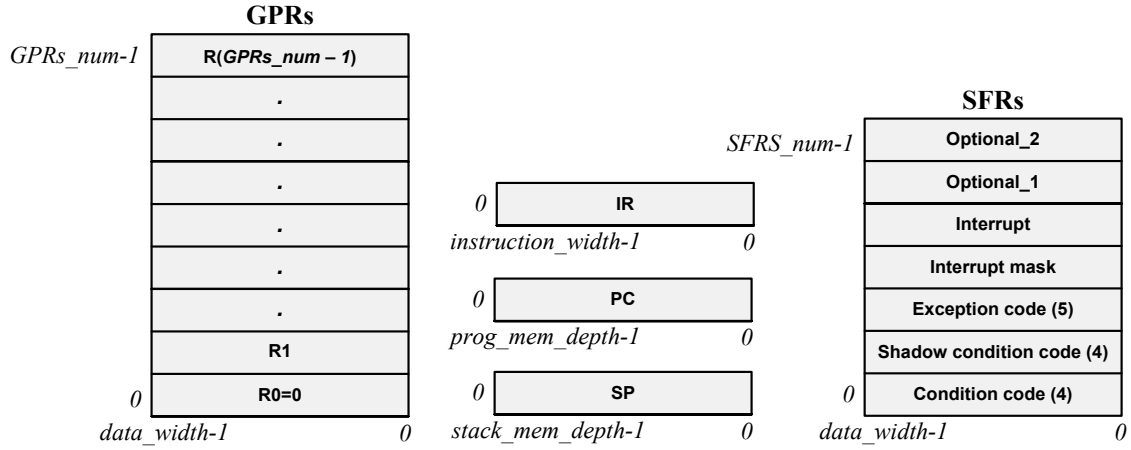 GPRs
GPRs_num-1
R(GPRs_num – 1)
.
.
.
.
.
.
R1
0
R0=0
data_width-1
0
0
IR
instruction_width-1
0
0
PC
prog_mem_depth-1
0
0
SP
stack_mem_depth-1
0
SFRs
SFRS_num-1
Optional_2
Optional_1
Interrupt
Interrupt mask
Exception code (5)
Shadow condition code (4)
0
Condition code (4)
data_width-1
0